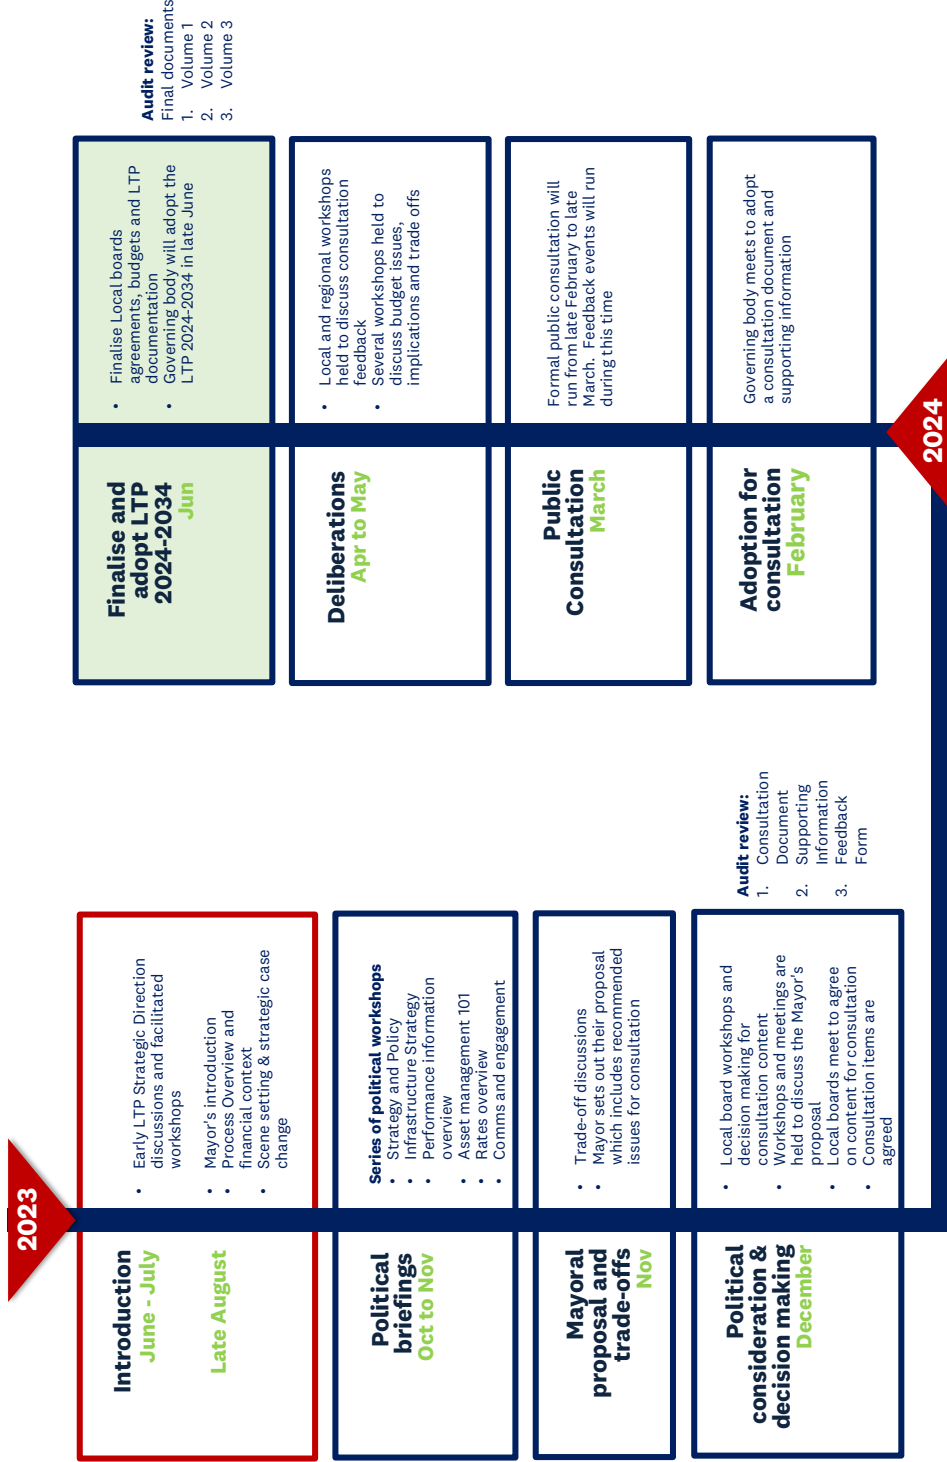 2023
Introduction
June - July
Late August
• Early LTP Strategic Direction
discussions and facilitated
workshops
• Mayor's introduction
• Process Overview and
financial context
• Scene setting & strategic case
change
Political
briefings
Oct to Nov
Series of political workshops
• Strategy and Policy
• Infrastructure Strategy
• Performance information
overview
• Asset management 101
• Rates overview
• Comms and engagement
Mayoral
proposal and
trade-offs
Nov
• Trade-off discussions
• Mayor sets out their proposal
which includes recommended
issues for consultation
Political
consideration &
decision making
December
• Local board workshops and
decision making for
consultation content
• Workshops and meetings are
held to discuss the Mayor's
proposal
• Local boards meet to agree
on content for consultation
• Consultation items are
agreed
Audit review:
1. Consultation
Document
2. Supporting
Information
3. Feedback
Form
Finalise and
adopt LTP
2024-2034
Jun
• Finalise Local boards
agreements, budgets and LTP
documentation
• Governing body will adopt the
LTP 2024-2034 in late June
Audit review:
Final documents
1. Volume 1
2. Volume 2
3. Volume 3
Deliberations
Apr to May
• Local and regional workshops
held to discuss consultation
feedback
• Several workshops held to
discuss budget issues,
implications and trade offs
Public
Consultation
March
Formal public consultation will
run from late February to late
March. Feedback events will run
during this time
Adoption for
consultation
February
Governing body meets to adopt
a consultation document and
supporting information
2024